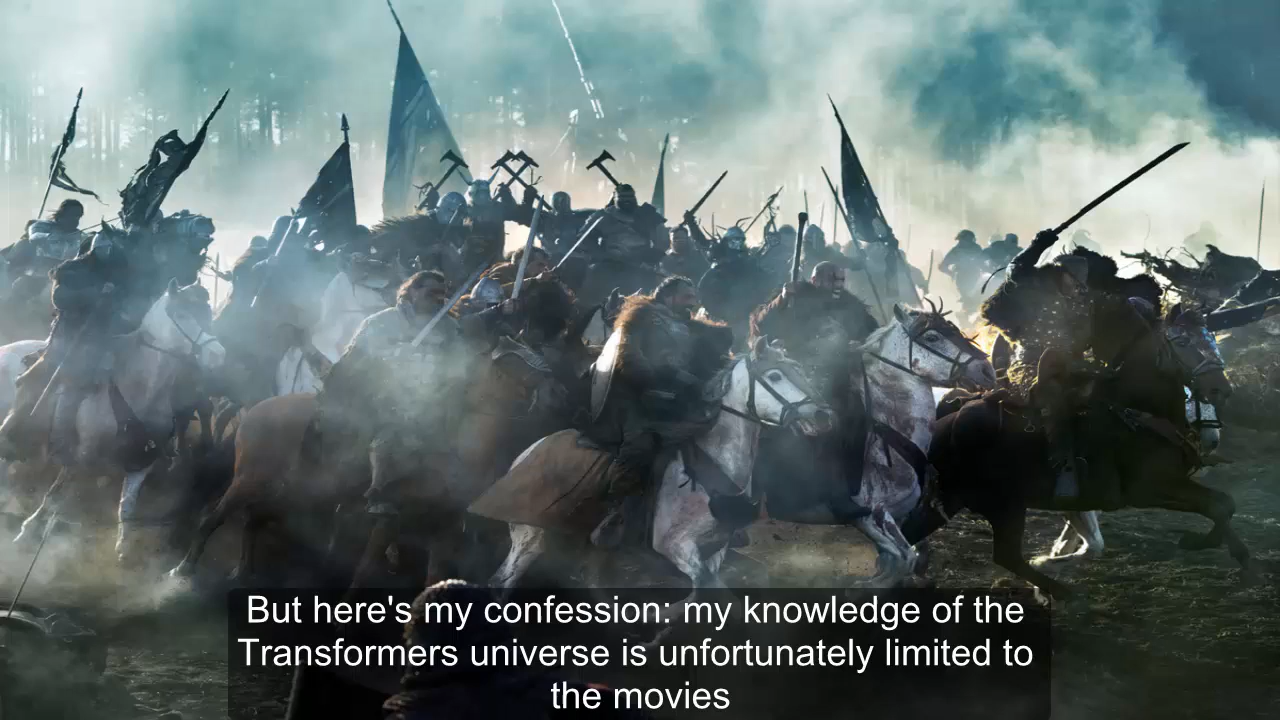 But here's my confession: my knowledge of the
Transformers universe is unfortunately limited to
the movies